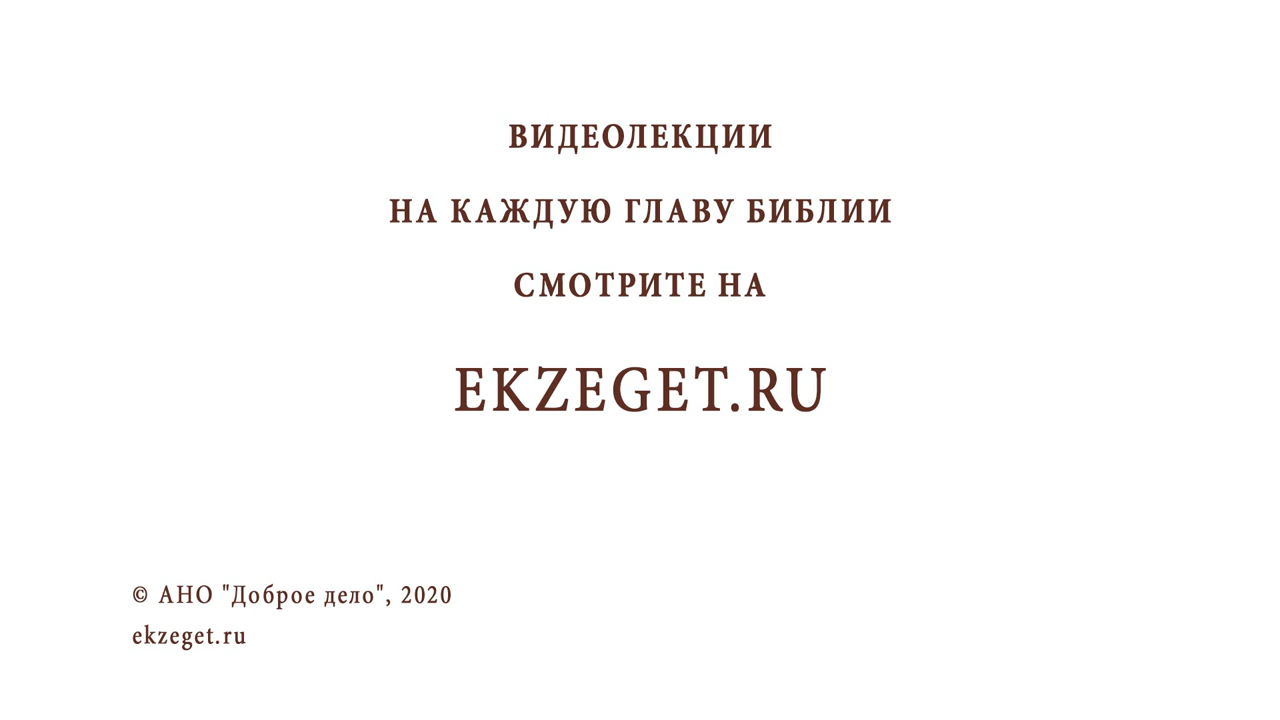 ВИДЕОЛЕКЦИИ
НА КАЖДУЮ ГЛАВУ БИБЛИИ
СМОТРИТЕ НА
EKZEGET.RU
© АНО "Доброе дело", 2020
ekzeget.ru